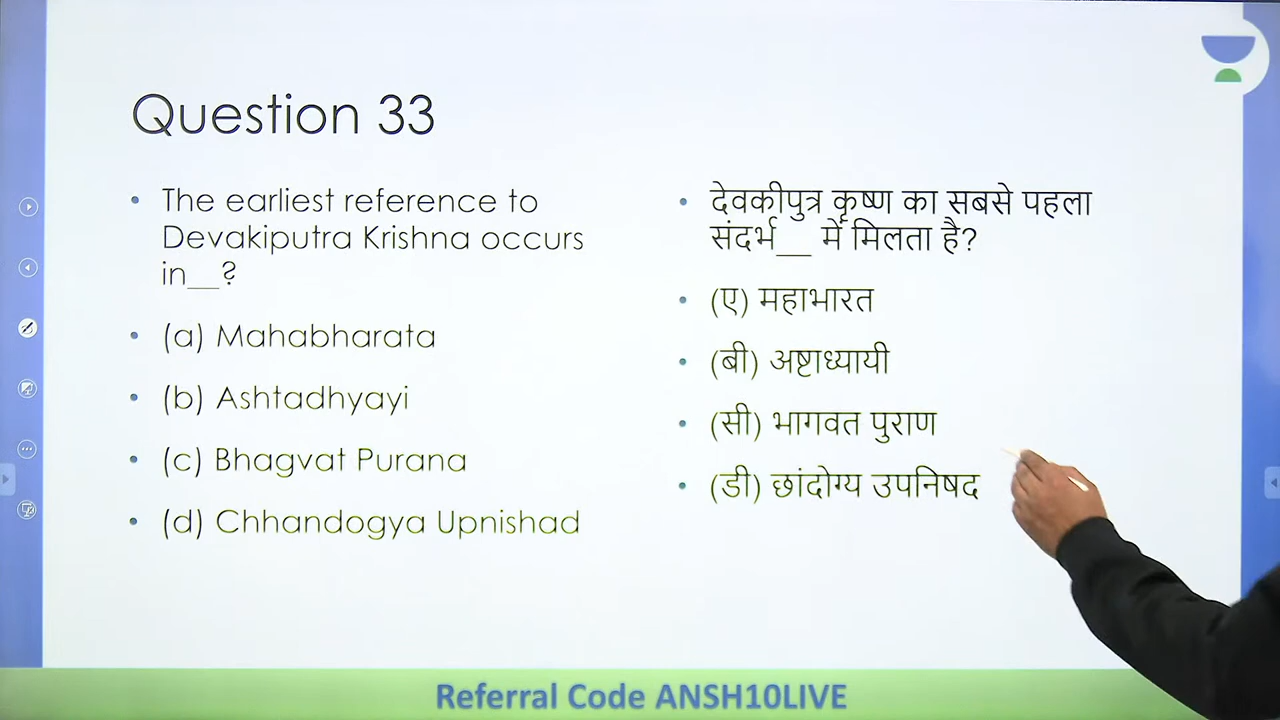 Question 33
The earliest reference to
Devakiputra Krishna occurs
in__?
(a) Mahabharata
(b) Ashtadhyayi
(c) Bhagvat Purana
(d) Chhandogya Upnishad
देवकीपुत्र कृष्ण का सबसे पहला
संदर्भ__ में मिलता है?
(ए) महाभारत
(बी) अष्टाध्यायी
(सी) भागवत पुराण
(डी) छांदोग्य उपनिषद
Referral Code ANSH10LIVE